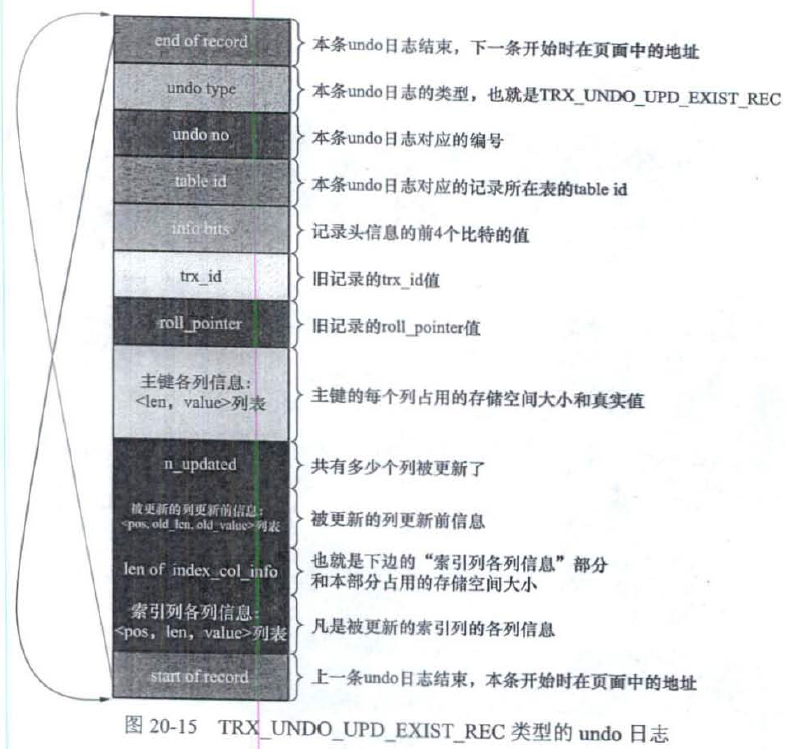 end of record
本条undo日志结束，下一条开始时在页面中的地址
undo type
本条undo日志的类型，也就是TRX_UNDO_UPD_EXIST_REC
undo no
本条undo日志对应的编号
table id
本条undo日志对应的记录所在表的table id
info bits
记录头信息的前4个比特的值
trx_id
旧记录的trx_id值
roll_pointer
旧记录的roll_pointer值
主键各列信息：
<len，value>列表
主键的每个列占用的存储空间大小和真实值
n_updated
共有多少个列被更新了
被更新的列更新前信息：
<pos, old_len, old_value>列表
被更新的列更新前信息
len of index_col_info
也就是下边的“索引列各列信息”部分
和本部分占用的存储空间大小
索引列各列信息：
<pos，len，value>列表
凡是被更新的索引列的各列信息
start of record
上一条undo日志结束，本条开始时在页面中的地址
图 20-15 TRX_UNDO_UPD_EXIST_REC 类型的 undo 日志